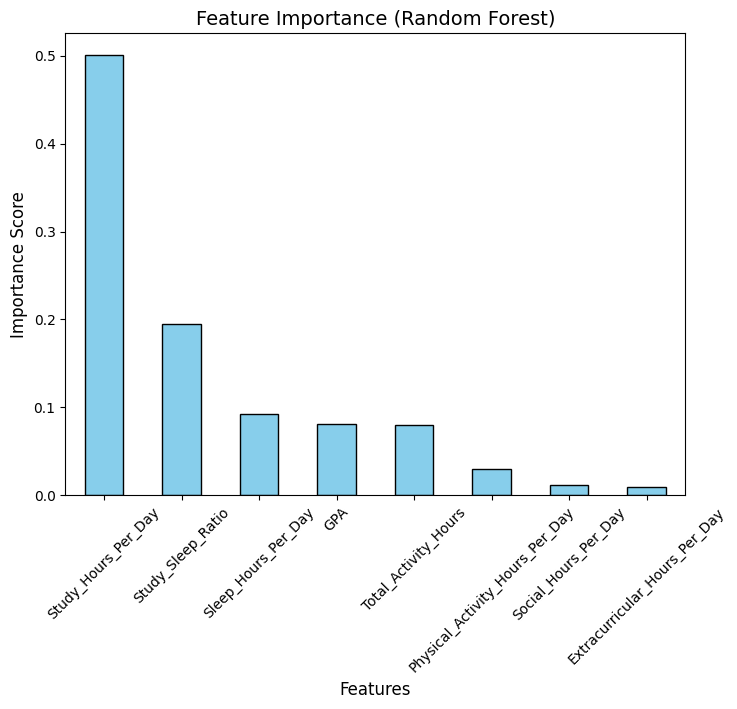 Feature Importance (Random Forest)
Importance Score
0.5
0.4
0.3
0.2
0.1
0.0
Study_Hours_Per_Day
Study_Sleep_Ratio
Sleep_Hours_Per_Day
GPA
Total_Activity_Hours
Physical_Activity_Hours_Per_Day
Social_Hours_Per_Day
Extracurricular_Hours_Per_Day
Features